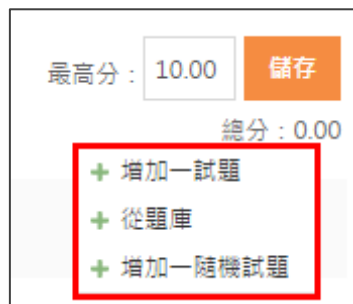 最高分： 10.00 儲存
總分：0.00
+ 增加一試題
+ 從題庫
+ 增加一隨機試題